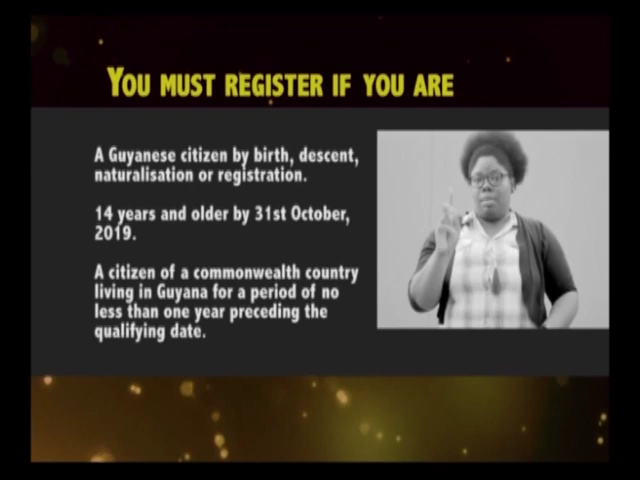 YOU MUST REGISTER IF YOU ARE
A Guyanese citizen by birth, descent,
naturalisation or registration.
14 years and older by 31st October,
2019.
A citizen of a commonwealth country
living in Guyana for a period of no
less than one year preceding the
qualifying date.